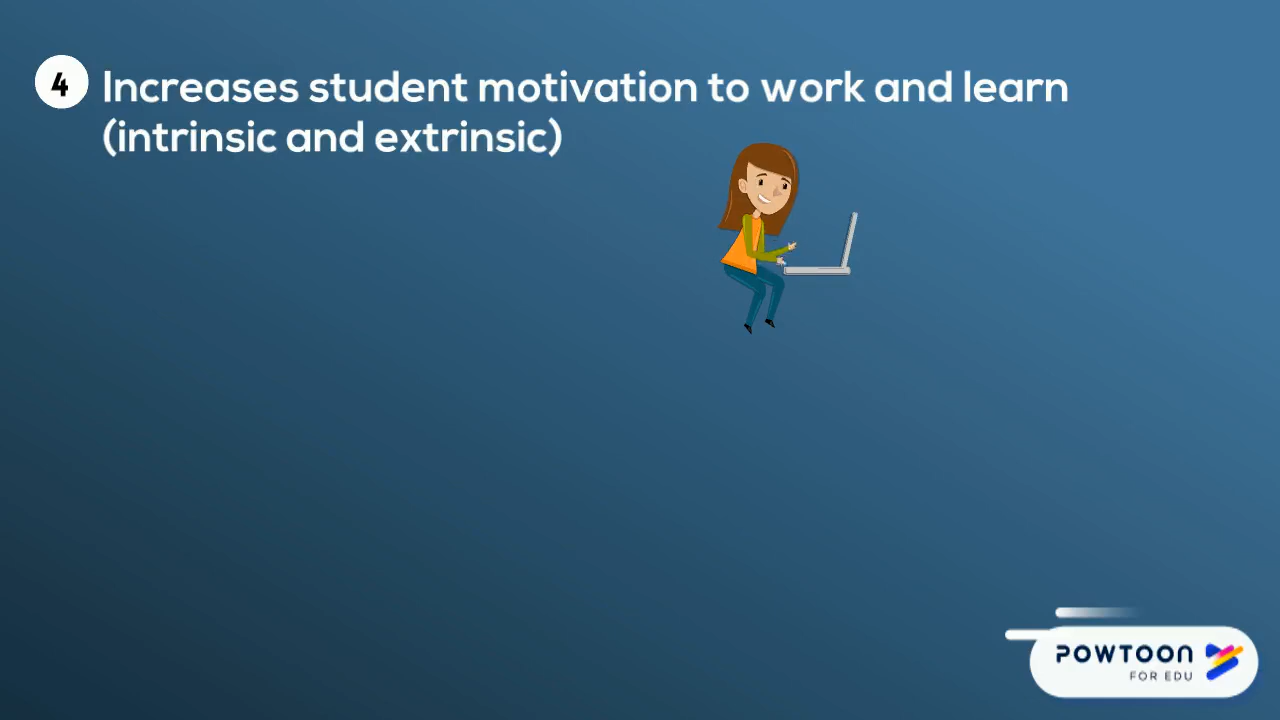 4 Increases student motivation to work and learn
(intrinsic and extrinsic)
POWTOON
FOR EDU